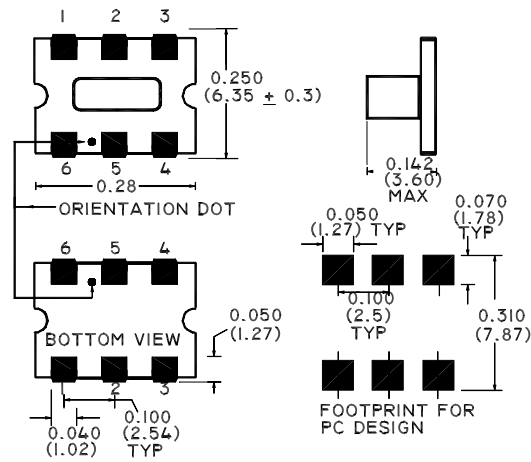 1 2 3
0.250
(6.35 ± 0.3)
6 5 4
0.28
ORIENTATION DOT
0.142
(3.60)
MAX
6 5 4
BOTTOM VIEW
1 2 3
0.050
(1.27)
0.040
(1.02)
0.100
(2.54)
TYP
0.050
(1.27) TYP
0.070
(1.78)
TYP
0.100
(2.5)
TYP
0.310
(7.87)
FOOTPRINT FOR
PC DESIGN